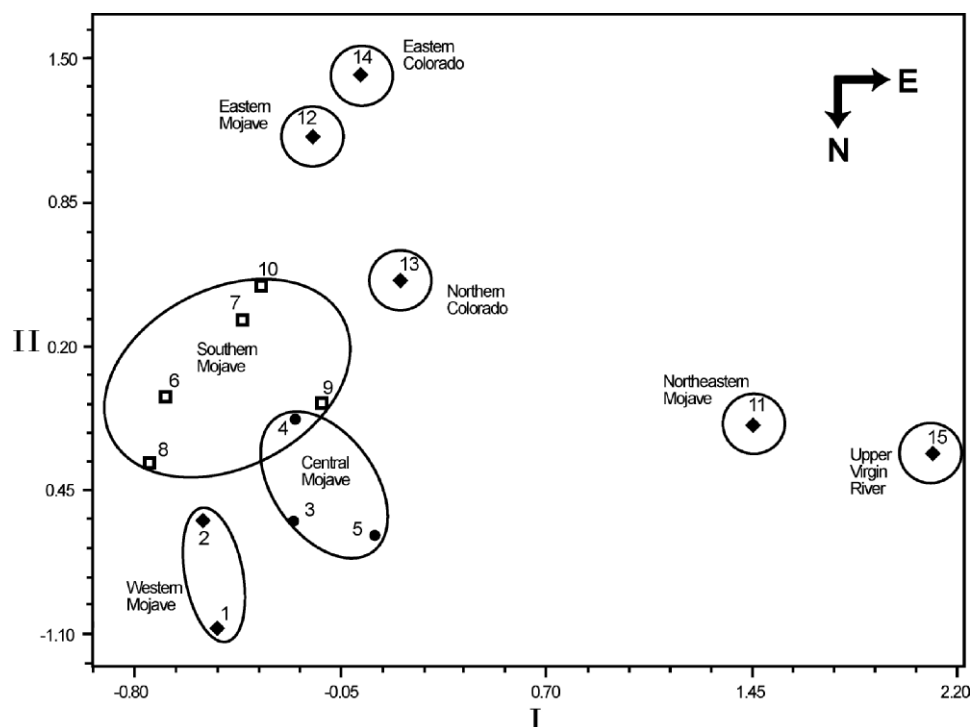 1.50
14
Eastern
Colorado
E
N
Eastern
Mojave
12
0.85
10
13
Northern
Colorado
7
II
0.20
Southern
Mojave
6
9
Northeastern
Mojave
11
4
8
15
Upper
Virgin
River
Central
Mojave
0.45
3
5
2
Western
Mojave
1
-1.10
-0.80
-0.05
0.70
1.45
2.20
I